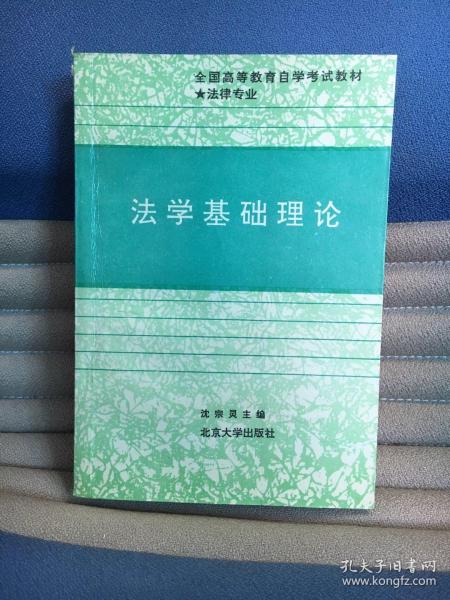 全国高等教育自学考试教材
★法律专业
法学基础理论
沈宗灵主编
北京大学出版社
孔夫子旧书网
www.kongfz.com